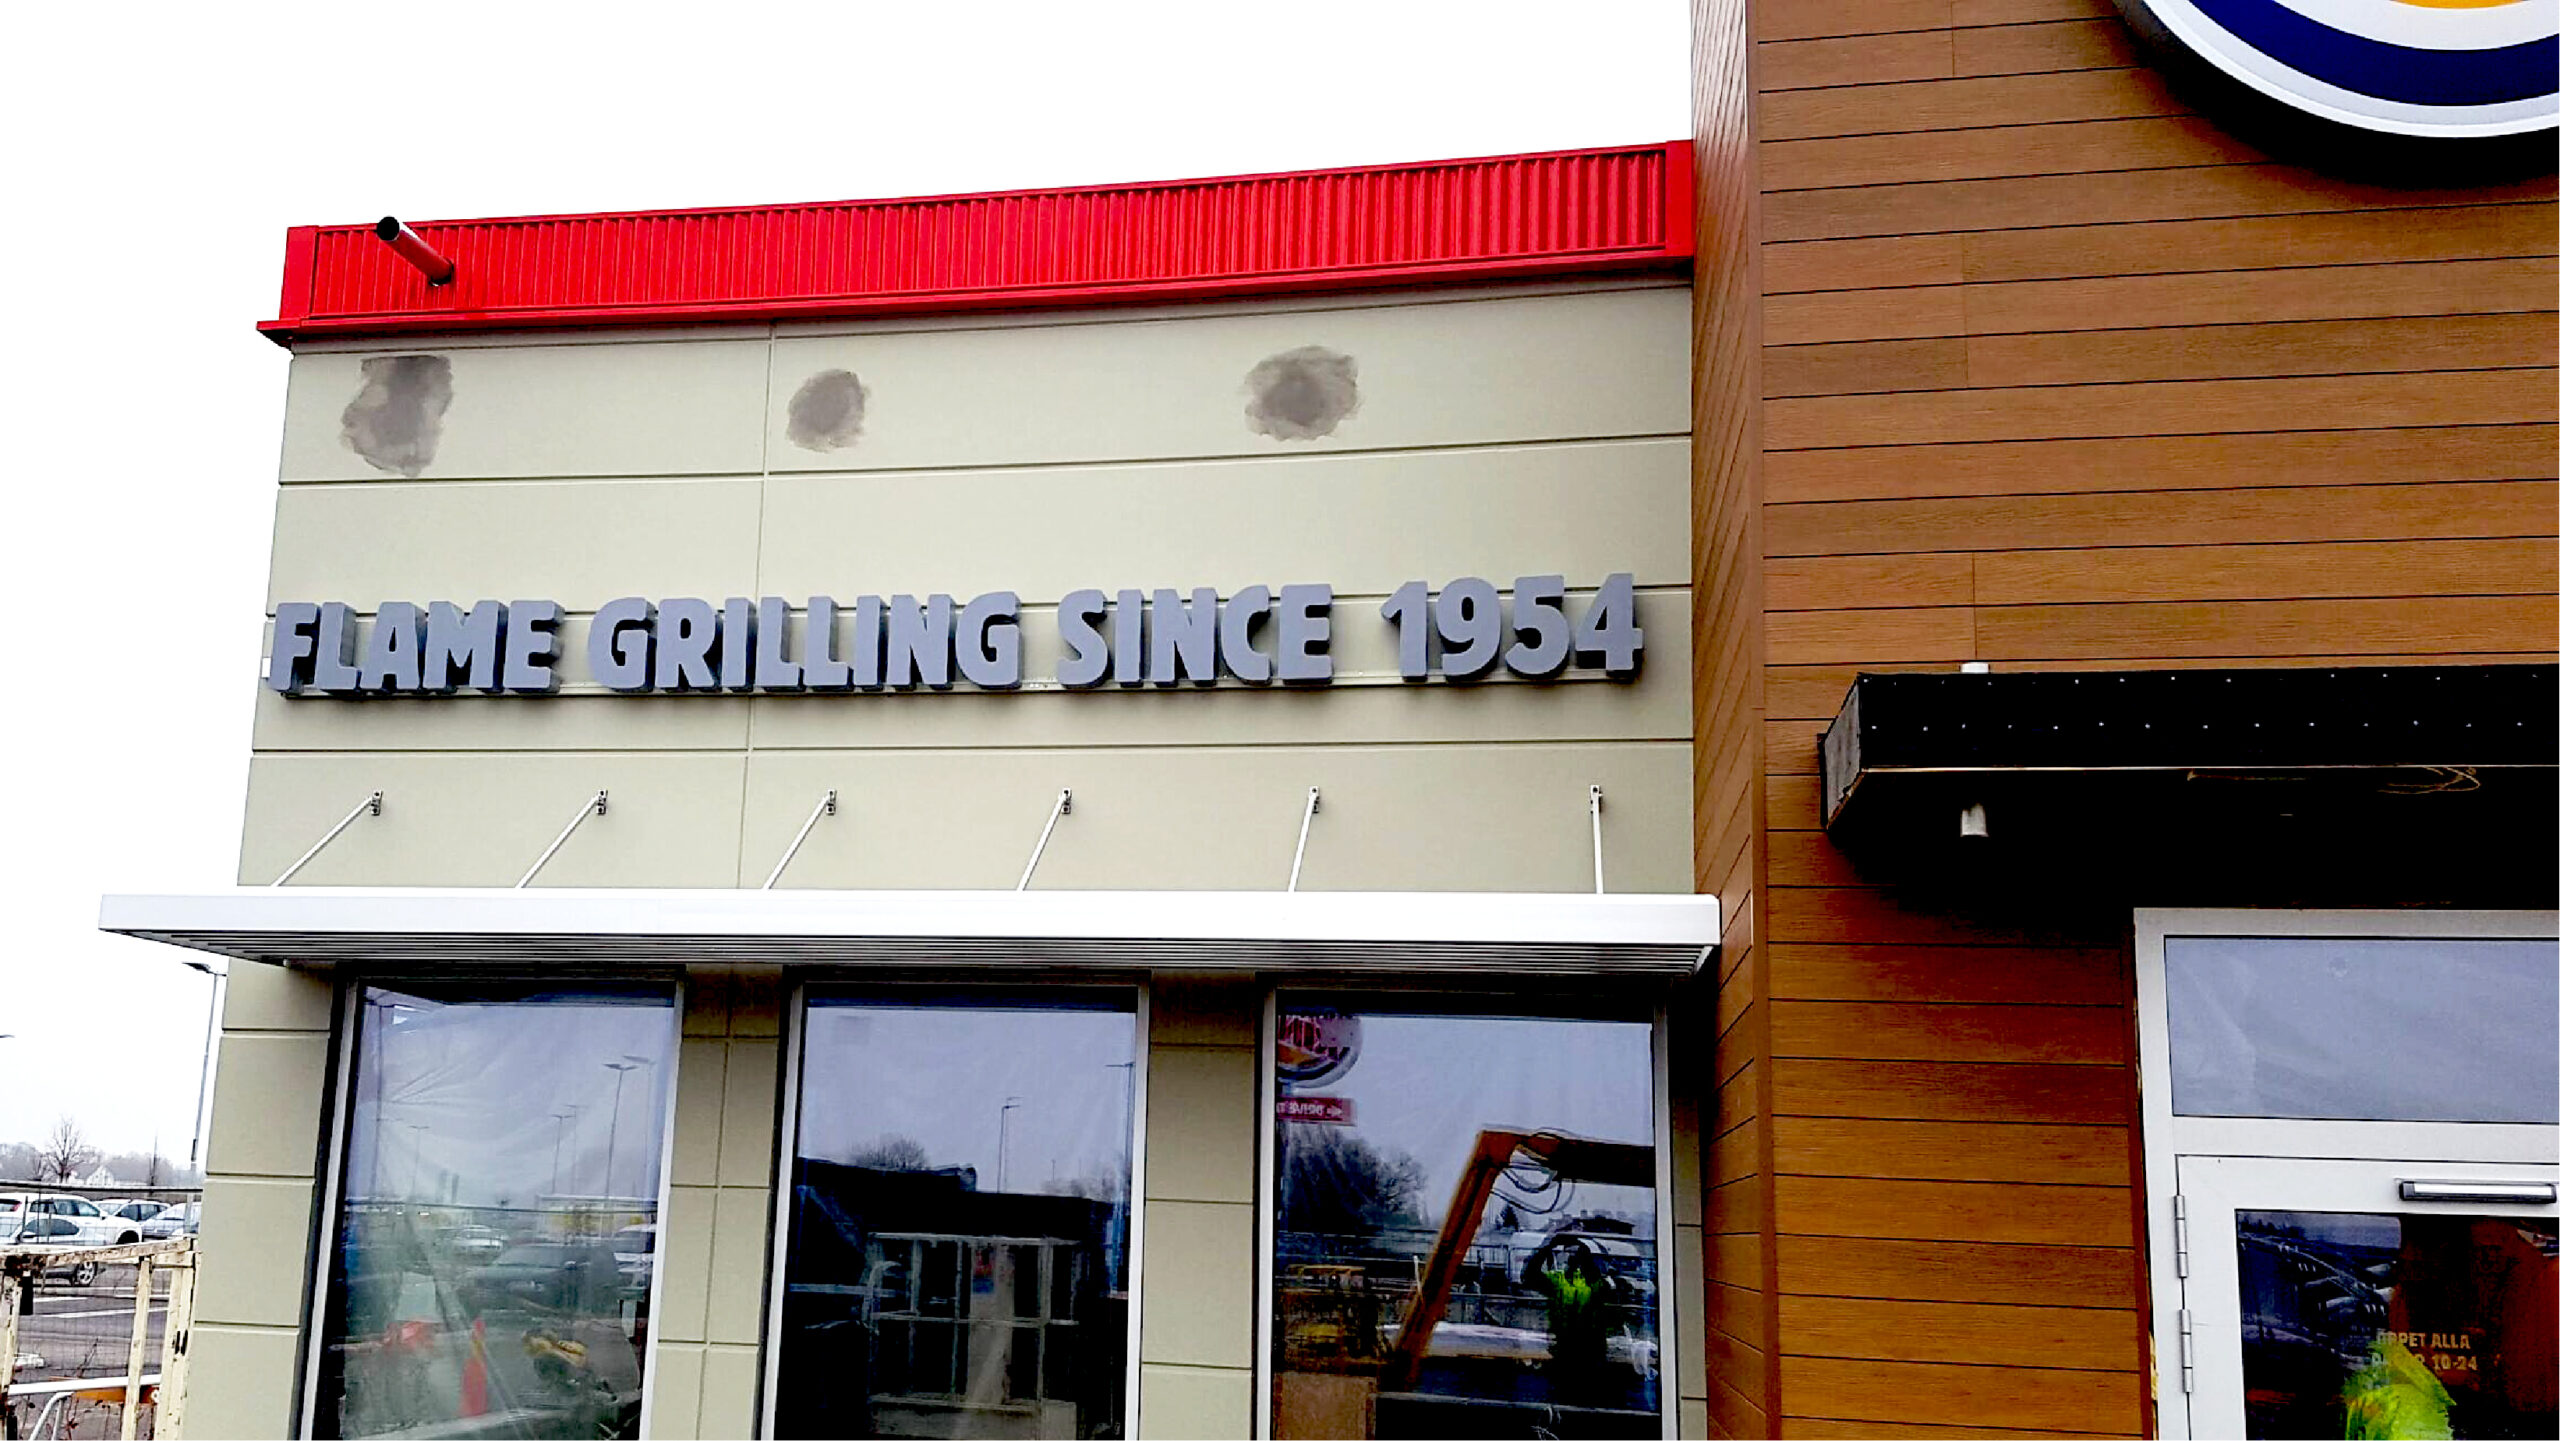 FLAME GRILLING SINCE 1954
ÖPPET ALLA
10-24